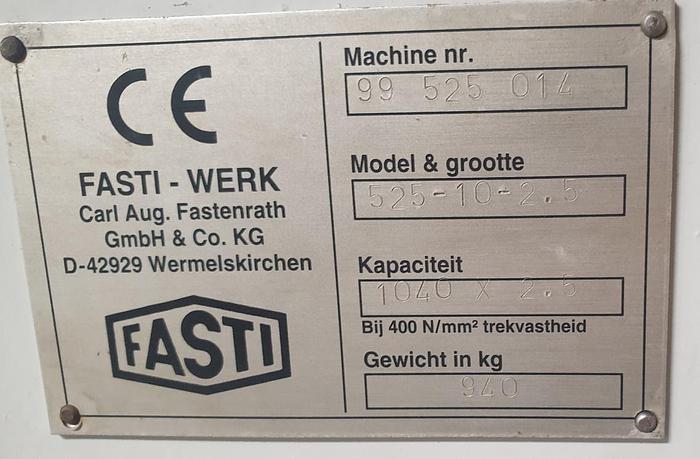 CE
FASTI - WERK
Carl Aug. Fastenrath
GmbH & Co. KG
D-42929 Wermelskirchen
FASTI
Machine nr.
99 525 014
Model & grootte
525-10-2.5
Kapaciteit
1040 X 2.5
Bij 400 N/mm² trekvastheid
Gewicht in kg
940